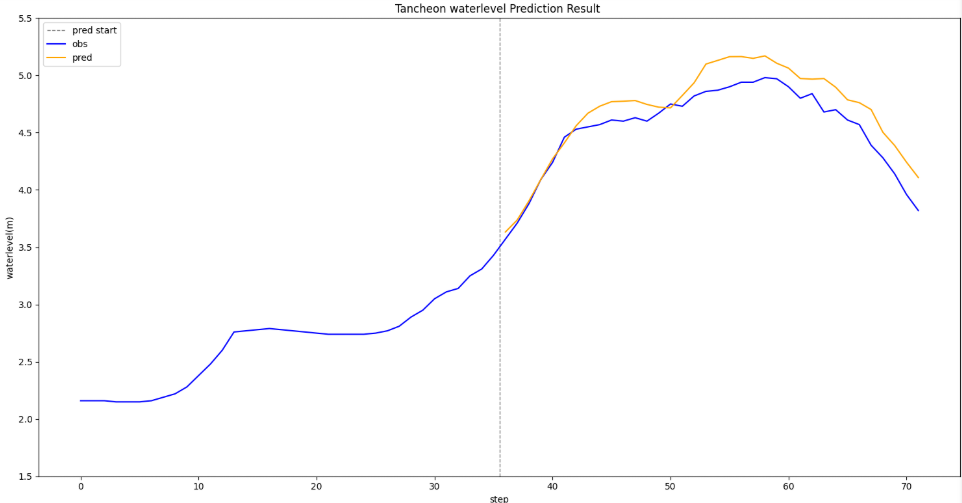 Tancheon waterlevel Prediction Result
pred start
obs
pred
waterlevel(m)
5.5
5.0
4.5
4.0
3.5
3.0
2.5
2.0
1.5
0 10 20 30 40 50 60 70
step